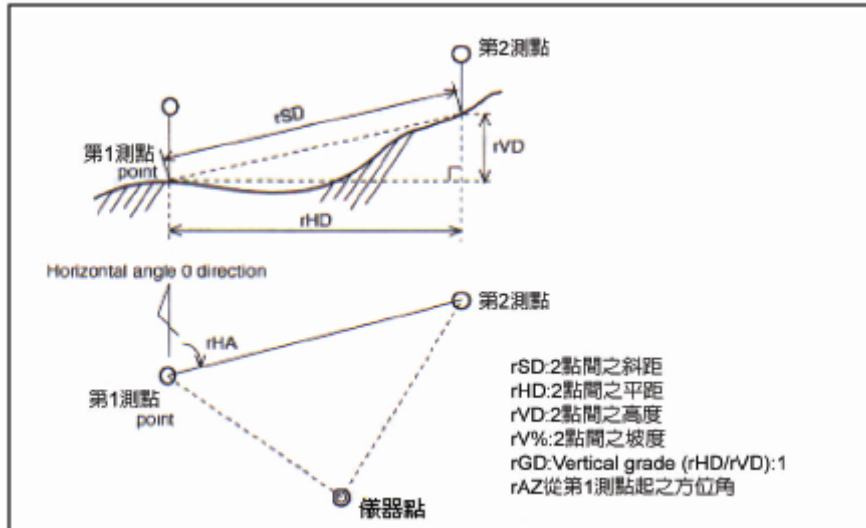 第2測點
rSD
第1測點
point
rVD
rHD
Horizontal angle 0 direction
第2測點
rHA
第1測點
point
儀器點
rSD:2點間之斜距
rHD:2點間之平距
rVD:2點間之高度
rV%:2點間之坡度
rGD:Vertical grade (rHD/rVD):1
rAZ從第1測點起之方位角